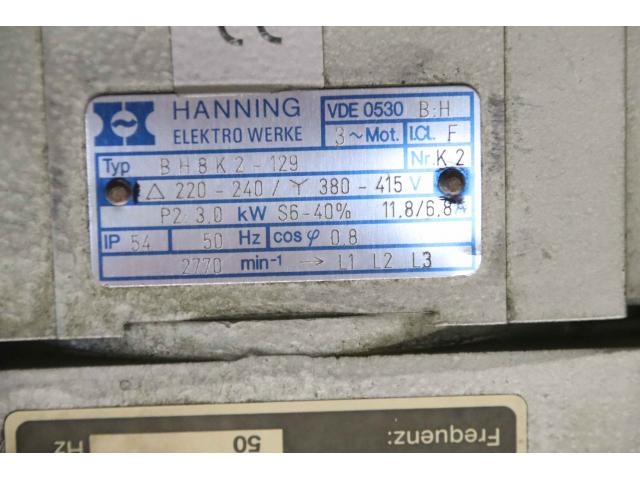 HANNING VDE 0530 B:H
ELEKTRO WERKE 3~Mot. I.Cl. F
Typ BH8K2-129 Nr. K 2
△ 220 - 240 / Y 380 - 415 V
P2 3,0 kW S6-40% 11,8/6,8A
IP 54 50 Hz cos φ 0.8
2770 min⁻¹ → L1 L2 L3
Frequenz: 50 Hz